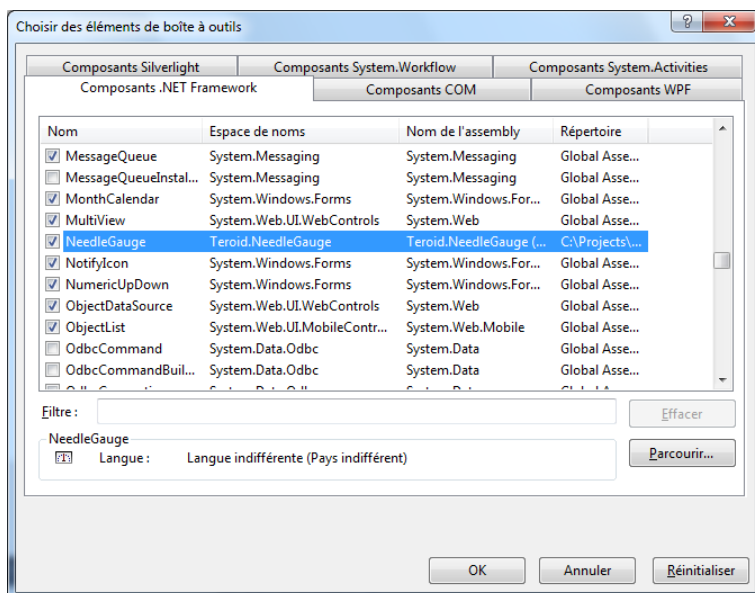 Choisir des éléments de boîte à outils
Composants Silverlight Composants System.Workflow Composants System.Activities
Composants .NET Framework Composants COM Composants WPF
Nom Espace de noms Nom de l'assembly Répertoire
MessageQueue System.Messaging System.Messaging Global Asse...
MessageQueueInstal... System.Messaging System.Messaging Global Asse...
MonthCalendar System.Windows.Forms System.Windows.For... Global Asse...
MultiView System.Web.UI.WebControls System.Web Global Asse...
NeedleGauge Teroid.NeedleGauge Teroid.NeedleGauge (... C:\Projects\...
NotifyIcon System.Windows.Forms System.Windows.For... Global Asse...
NumericUpDown System.Windows.Forms System.Windows.For... Global Asse...
ObjectDataSource System.Web.UI.WebControls System.Web Global Asse...
ObjectList System.Web.UI.MobileContr... System.Web.Mobile Global Asse...
OdbcCommand System.Data.Odbc System.Data Global Asse...
OdbcCommandBuil... System.Data.Odbc System.Data Global Asse...
Filtre : Effacer
NeedleGauge
Langue : Langue indifférente (Pays indifférent) Parcourir...
OK Annuler Réinitialiser